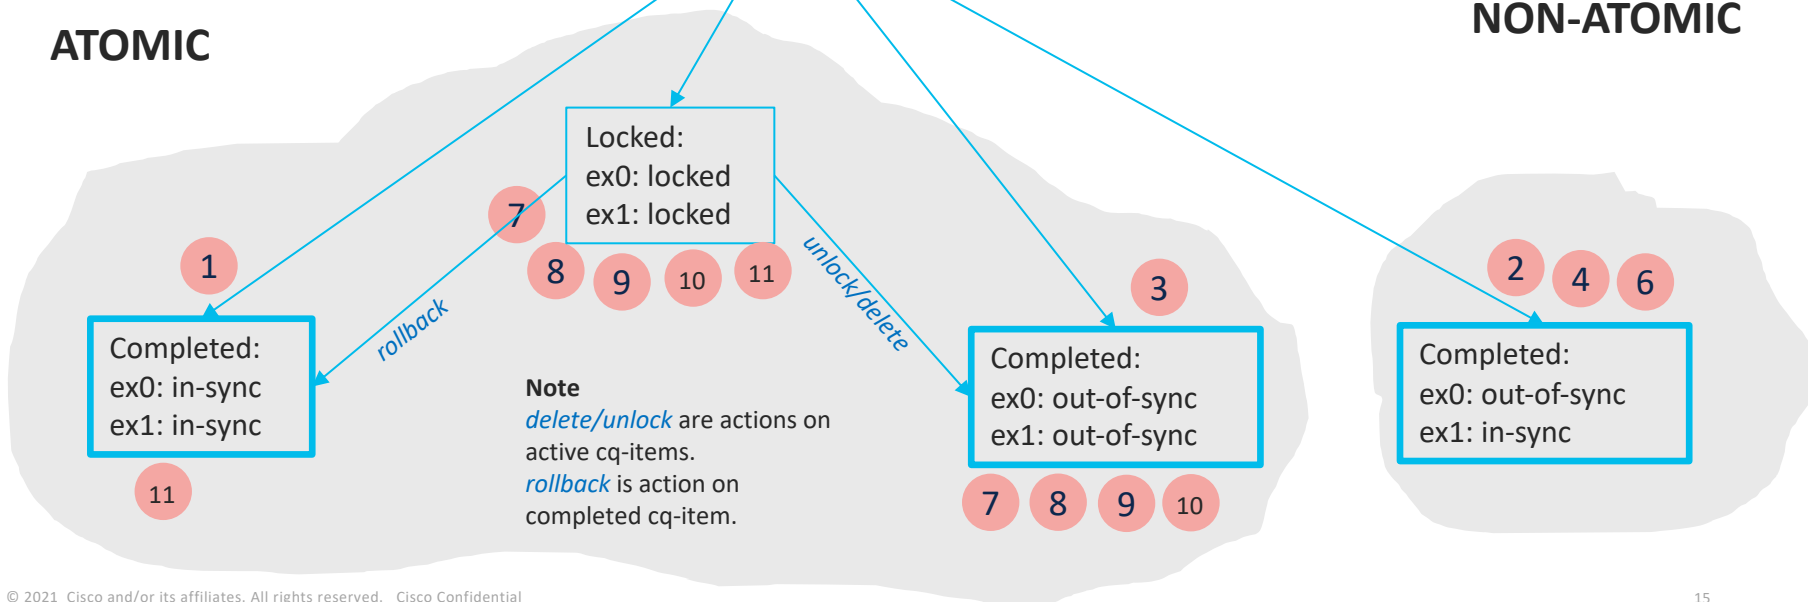 ATOMIC
NON-ATOMIC
Locked:
ex0: locked
ex1: locked
7
8
9
10
11
rollback
unlock/delete
1
Completed:
ex0: in-sync
ex1: in-sync
11
Note
delete/unlock are actions on
active cq-items.
rollback is action on
completed cq-item.
3
Completed:
ex0: out-of-sync
ex1: out-of-sync
7
8
9
10
2
4
6
Completed:
ex0: out-of-sync
ex1: in-sync
© 2021 Cisco and/or its affiliates. All rights reserved. Cisco Confidential
15